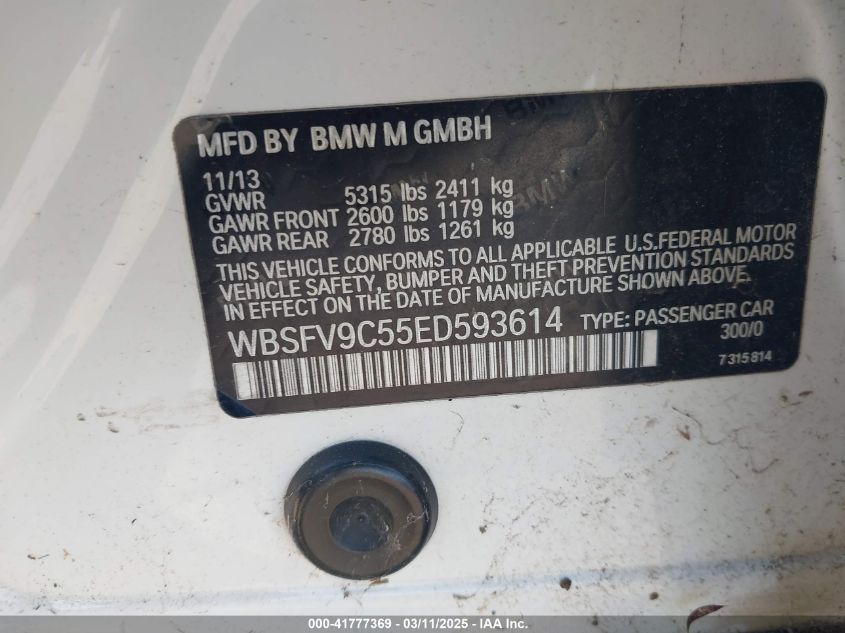 MFD BY BMW M GMBH
11/13
GVWR 5315 lbs 2411 kg
GAWR FRONT 2600 lbs 1179 kg
GAWR REAR 2780 lbs 1261 kg
THIS VEHICLE CONFORMS TO ALL APPLICABLE U.S.FEDERAL MOTOR
VEHICLE SAFETY, BUMPER AND THEFT PREVENTION STANDARDS
IN EFFECT ON THE DATE OF MANUFACTURE SHOWN ABOVE.
WBSFV9C55ED593614 TYPE: PASSENGER CAR
300/0
7 315 814
000-41777369 - 03/11/2025 - IAA, Inc.